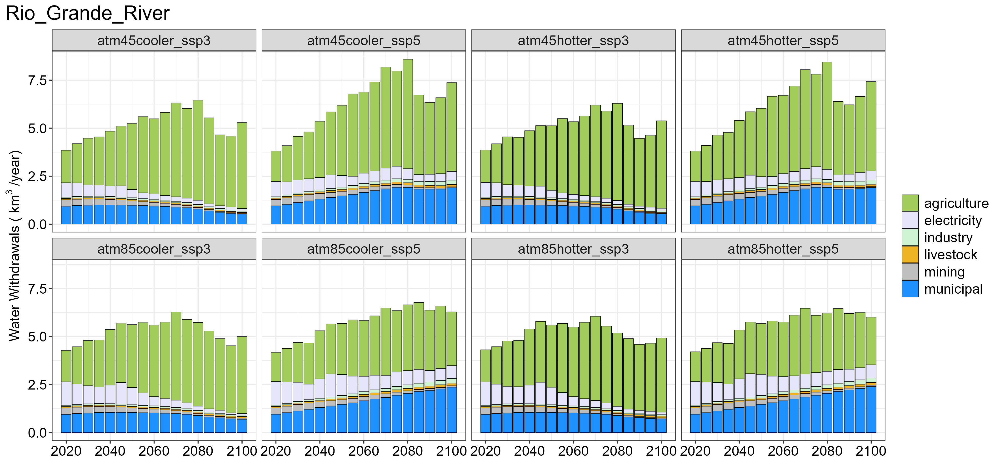 Rio_Grande_River
atm45cooler_ssp3 atm45cooler_ssp5 atm45hotter_ssp3 atm45hotter_ssp5
7.5
5.0
2.5
0.0
Water Withdrawals ( km³ /year)
atm85cooler_ssp3 atm85cooler_ssp5 atm85hotter_ssp3 atm85hotter_ssp5
7.5
5.0
2.5
0.0
2020 2040 2060 2080 2100 2020 2040 2060 2080 2100 2020 2040 2060 2080 2100 2020 2040 2060 2080 2100
agriculture
electricity
industry
livestock
mining
municipal